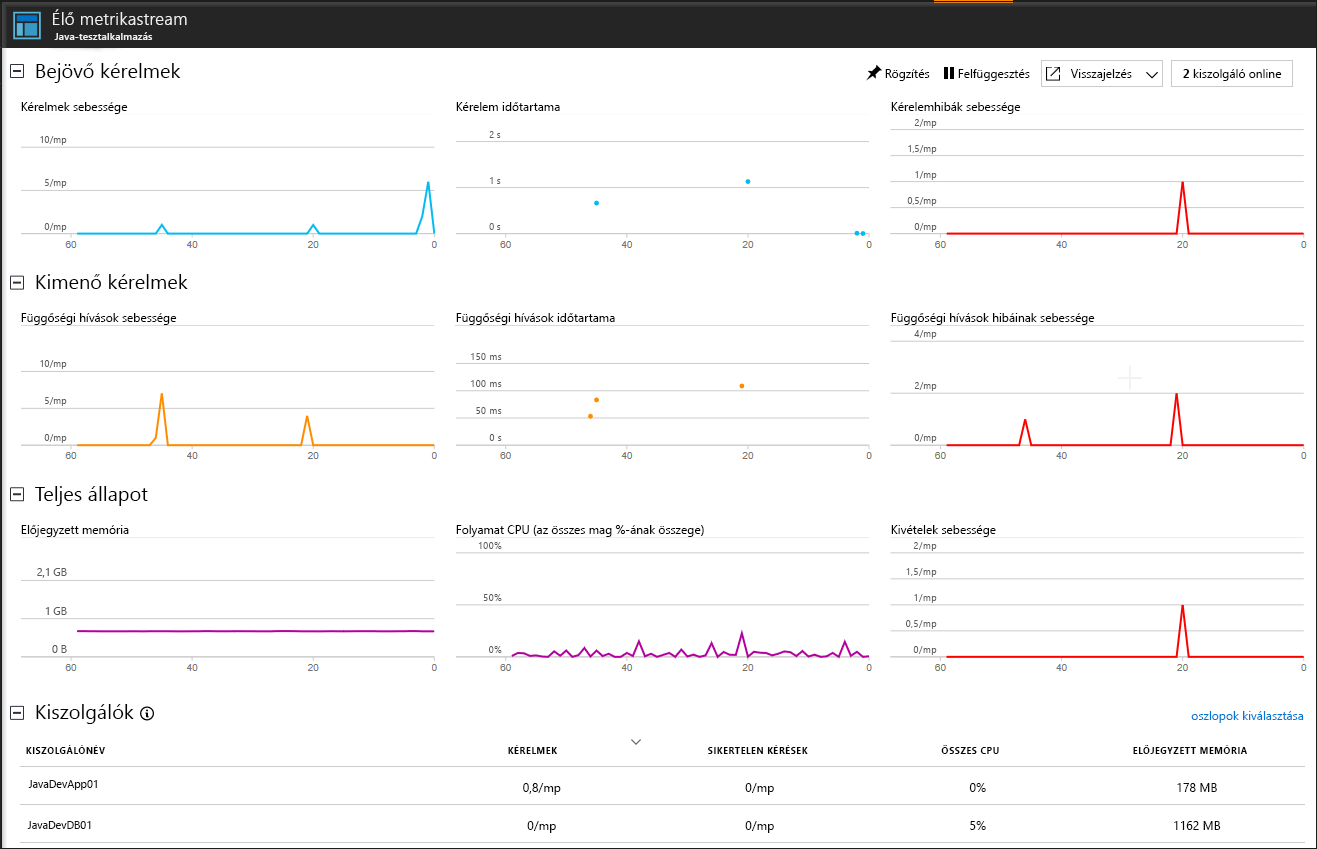 Élő metrikastream
Java-tesztalkalmazás
Bejövő kérelmek
Rögzítés
Felfüggesztés
Visszajelzés
2 kiszolgáló online
Kérelmek sebessége
10/mp
5/mp
0/mp
60 40 20 0
Kérelem időtartama
2 s
1 s
0 s
60 40 20 0
Kérelemhibák sebessége
2/mp
1,5/mp
1/mp
0,5/mp
0/mp
60 40 20 0
Kimenő kérelmek
Függőségi hívások sebessége
10/mp
5/mp
0/mp
60 40 20 0
Függőségi hívások időtartama
150 ms
100 ms
50 ms
0 s
60 40 20 0
Függőségi hívások hibáinak sebessége
4/mp
2/mp
0/mp
60 40 20 0
Teljes állapot
Előjegyzett memória
2,1 GB
1 GB
0 B
60 40 20 0
Folyamat CPU (az összes mag %-ának összege)
100%
50%
0%
60 40 20 0
Kivételek sebessége
2/mp
1,5/mp
1/mp
0,5/mp
0/mp
60 40 20 0
Kiszolgálók
oszlopok kiválasztása
KISZOLGÁLÓNÉV KÉRELMEK SIKERTELEN KÉRÉSEK ÖSSZES CPU ELŐJEGYZETT MEMÓRIA
JavaDevApp01 0,8/mp 0/mp 0% 178 MB
JavaDevDB01 0/mp 0/mp 5% 1162 MB